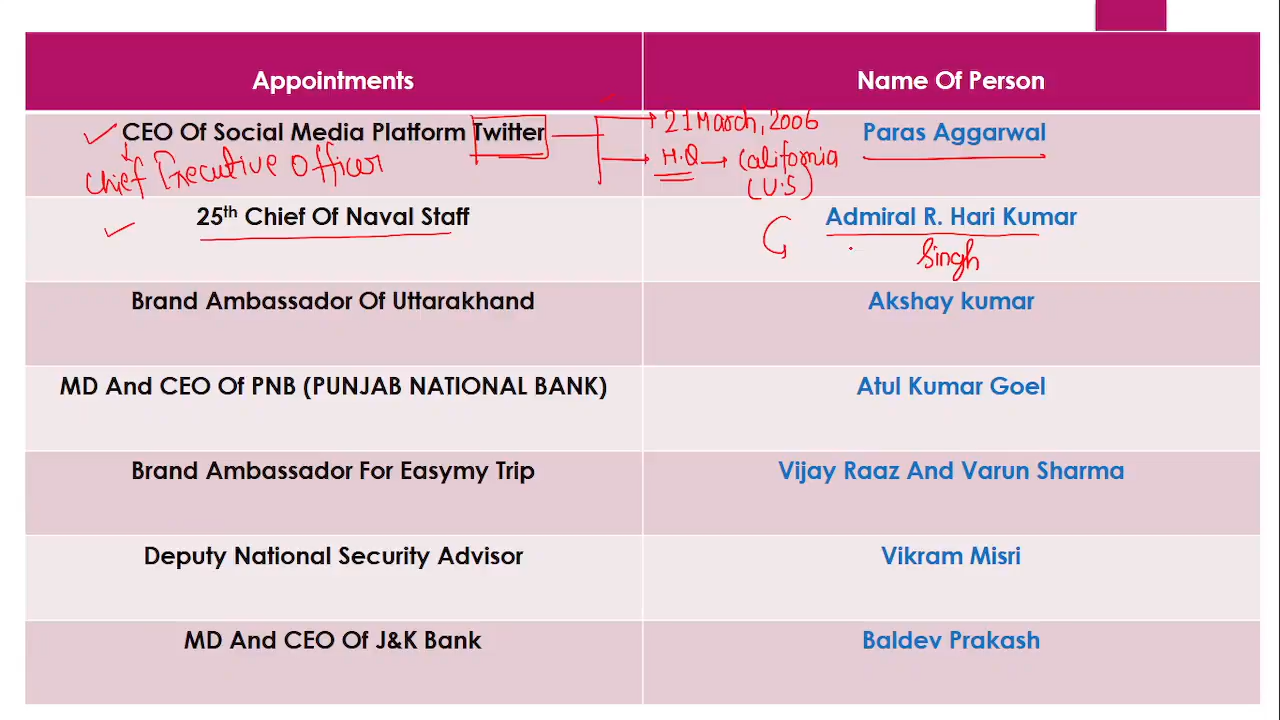 Appointments
Name Of Person
CEO Of Social Media Platform Twitter
21 March, 2006
H.Q → California
(U.S)
Paras Aggarwal
Chief Executive Officer
25th Chief Of Naval Staff
Admiral R. Hari Kumar
Singh
Brand Ambassador Of Uttarakhand
Akshay kumar
MD And CEO Of PNB (PUNJAB NATIONAL BANK)
Atul Kumar Goel
Brand Ambassador For Easymy Trip
Vijay Raaz And Varun Sharma
Deputy National Security Advisor
Vikram Misri
MD And CEO Of J&K Bank
Baldev Prakash